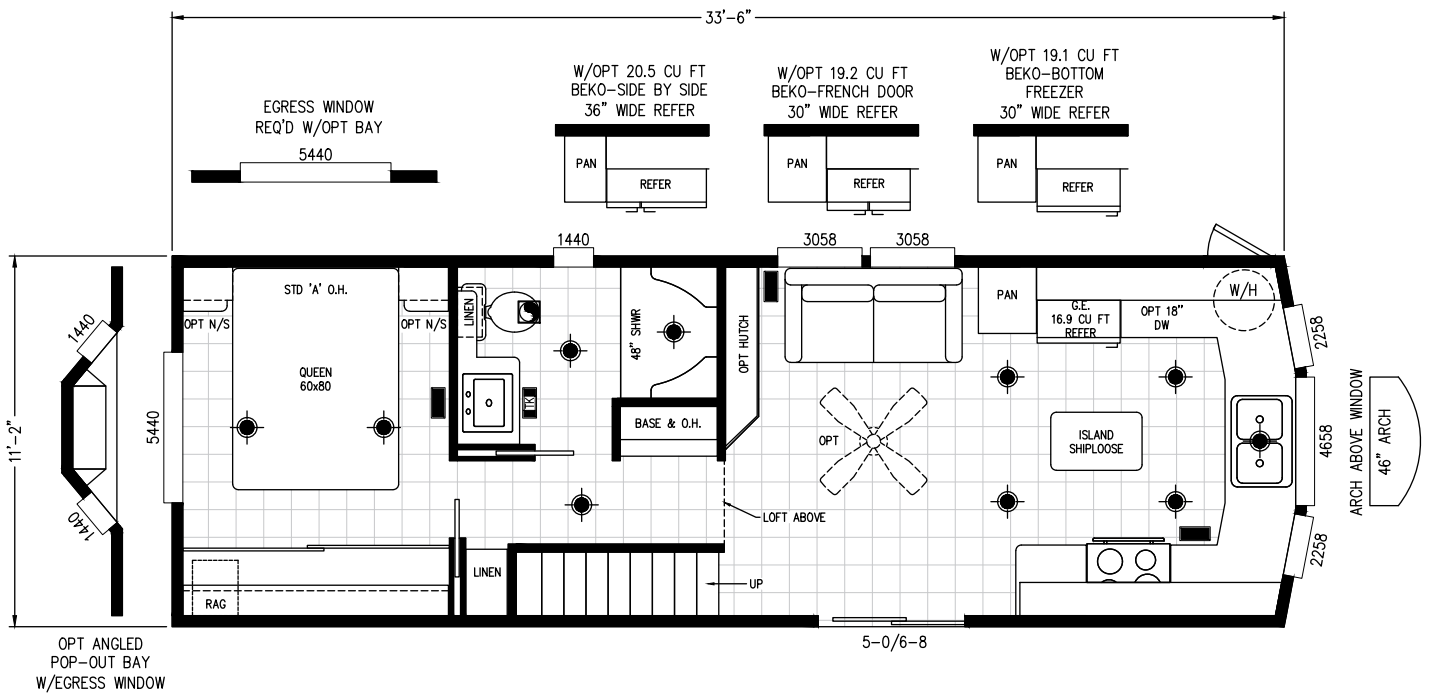 33'-6"
W/OPT 20.5 CU FT
BEKO-SIDE BY SIDE
36" WIDE REFER
W/OPT 19.2 CU FT
BEKO-FRENCH DOOR
30" WIDE REFER
W/OPT 19.1 CU FT
BEKO-BOTTOM
FREEZER
30" WIDE REFER
EGRESS WINDOW
REQ'D W/OPT BAY
5440
PAN
REFER
PAN
REFER
PAN
REFER
1440
3058
3058
11'-2"
1440
1440
5440
STD 'A' O.H.
OPT N/S
OPT N/S
QUEEN
60x80
LINEN
TK
48" SHWR
BASE & O.H.
OPT HUTCH
PAN
G.E.
16.9 CU FT
REFER
OPT 18"
DW
W/H
2258
4658
2258
ARCH ABOVE WINDOW
46" ARCH
OPT
ISLAND
SHIPLOOSE
LOFT ABOVE
LINEN
UP
RAG
5-0/6-8
OPT ANGLED
POP-OUT BAY
W/EGRESS WINDOW